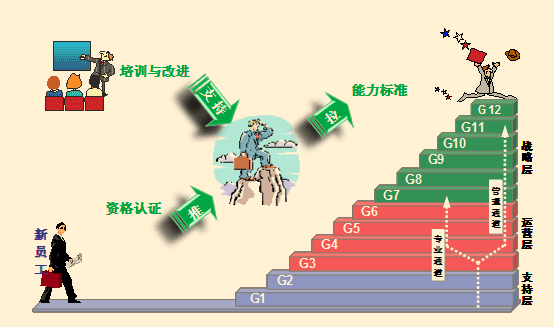 培训与改进
支持
能力标准
拉
资格认证
推
新员工
G12
G11
G10
G9
G8
G7
G6
G5
G4
G3
G2
G1
管理通道
专业通道
战略层
运营层
支持层